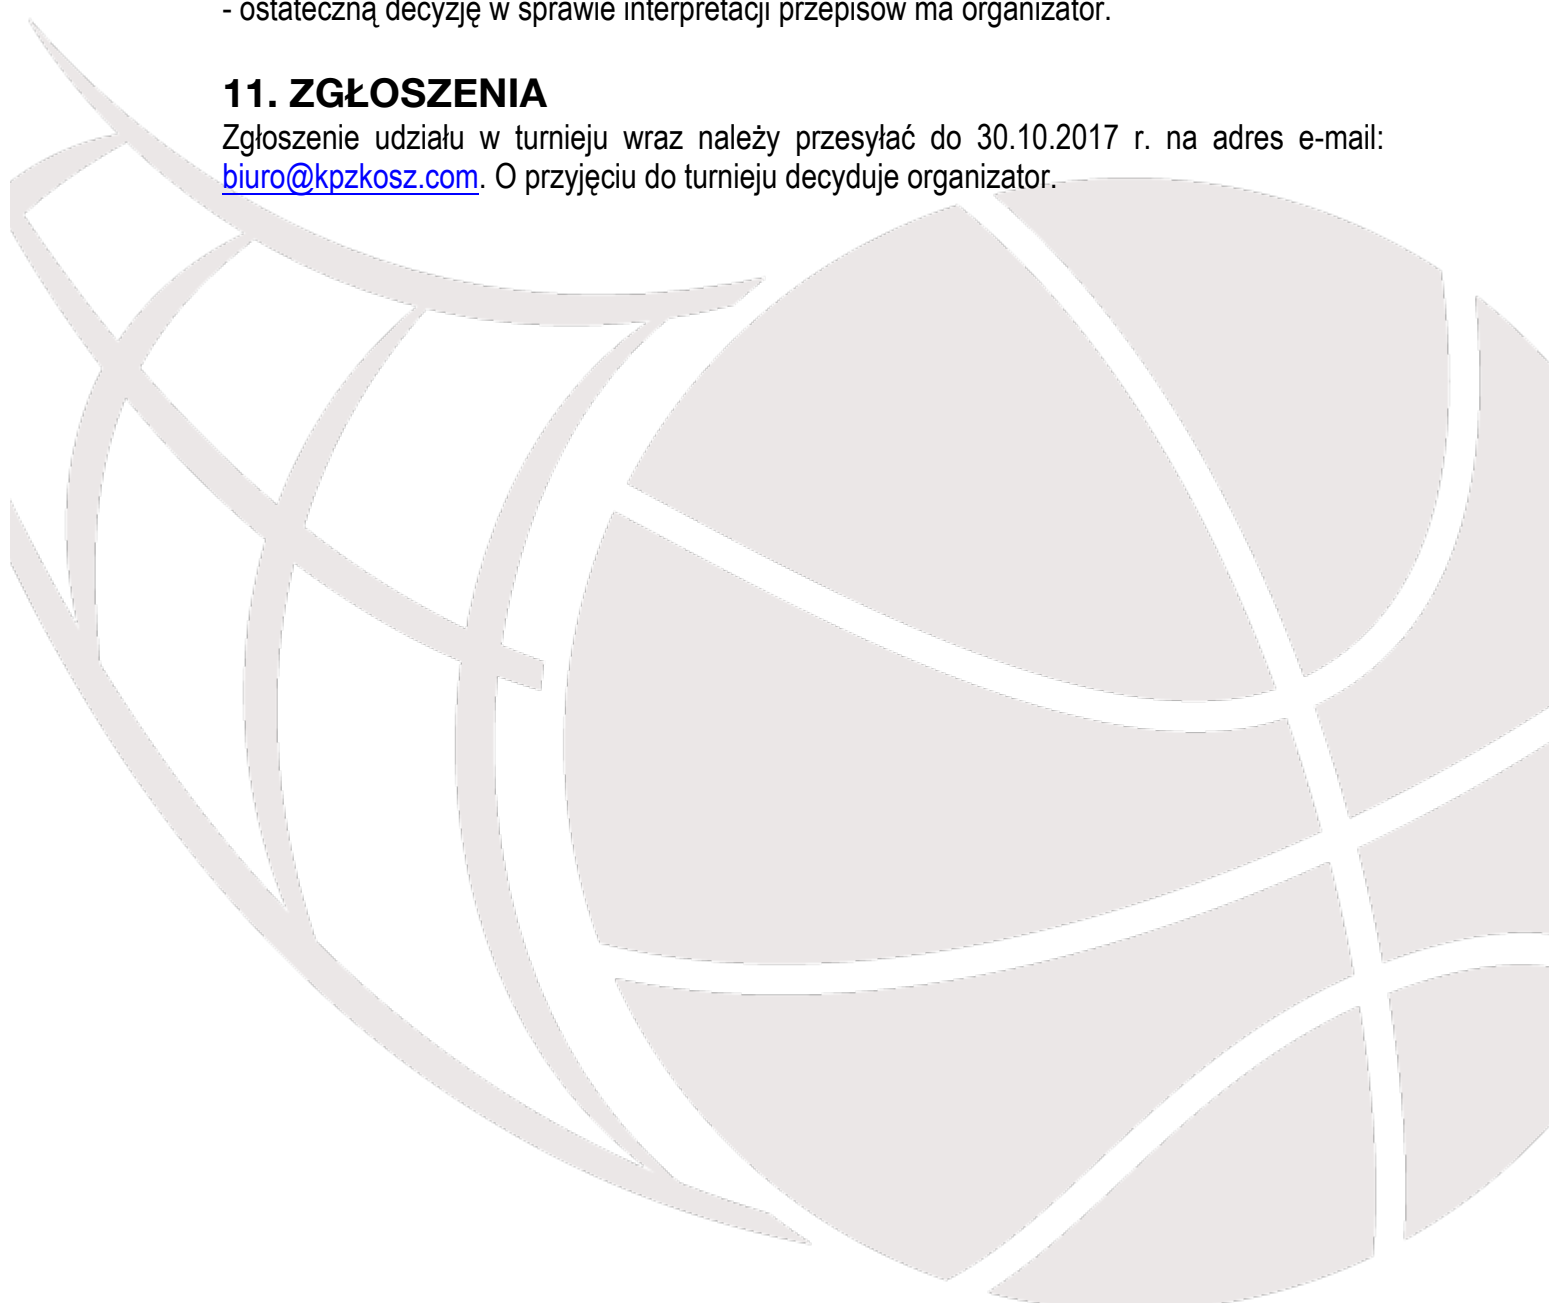 - ostateczną decyzję w sprawie interpretacji przepisów ma organizator.
11. ZGŁOSZENIA
Zgłoszenie udziału w turnieju wraz należy przesyłać do 30.10.2017 r. na adres e-mail:
biuro@kpzkosz.com. O przyjęciu do turnieju decyduje organizator.